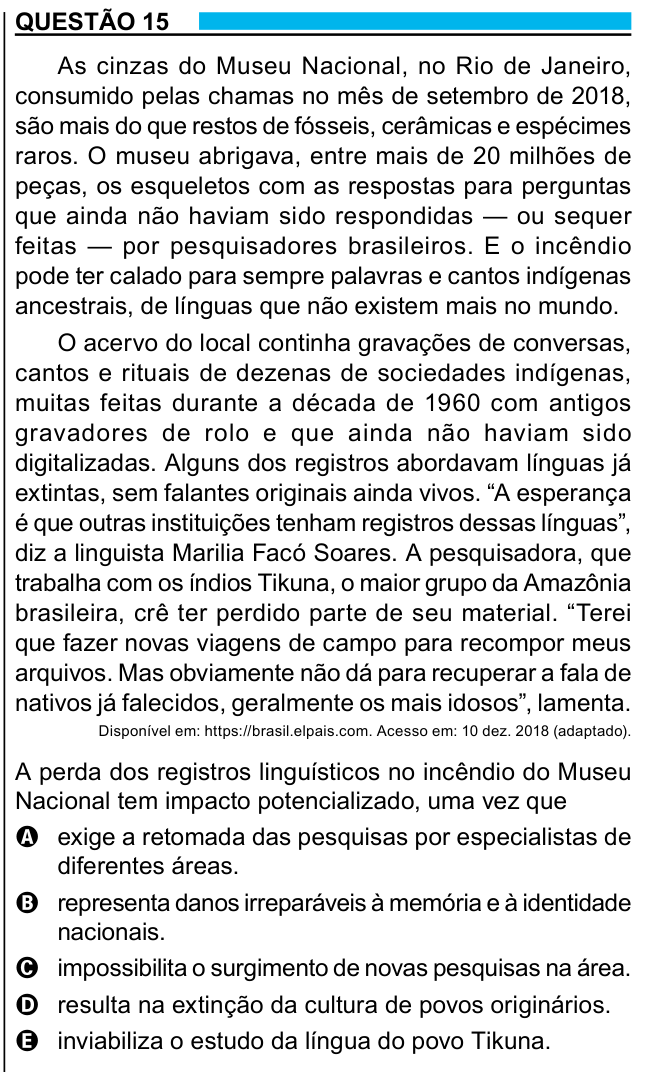 QUESTÃO 15
As cinzas do Museu Nacional, no Rio de Janeiro,
consumido pelas chamas no mês de setembro de 2018,
são mais do que restos de fósseis, cerâmicas e espécimes
raros. O museu abrigava, entre mais de 20 milhões de
peças, os esqueletos com as respostas para perguntas
que ainda não haviam sido respondidas — ou sequer
feitas — por pesquisadores brasileiros. E o incêndio
pode ter calado para sempre palavras e cantos indígenas
ancestrais, de línguas que não existem mais no mundo.
O acervo do local continha gravações de conversas,
cantos e rituais de dezenas de sociedades indígenas,
muitas feitas durante a década de 1960 com antigos
gravadores de rolo e que ainda não haviam sido
digitalizadas. Alguns dos registros abordavam línguas já
extintas, sem falantes originais ainda vivos. “A esperança
é que outras instituições tenham registros dessas línguas”,
diz a linguista Marilia Facó Soares. A pesquisadora, que
trabalha com os índios Tikuna, o maior grupo da Amazônia
brasileira, crê ter perdido parte de seu material. “Terei
que fazer novas viagens de campo para recompor meus
arquivos. Mas obviamente não dá para recuperar a fala de
nativos já falecidos, geralmente os mais idosos”, lamenta.
Disponível em: https://brasil.elpais.com. Acesso em: 10 dez. 2018 (adaptado).
A perda dos registros linguísticos no incêndio do Museu
Nacional tem impacto potencializado, uma vez que
A exige a retomada das pesquisas por especialistas de
diferentes áreas.
B representa danos irreparáveis à memória e à identidade
nacionais.
C impossibilita o surgimento de novas pesquisas na área.
D resulta na extinção da cultura de povos originários.
E inviabiliza o estudo da língua do povo Tikuna.